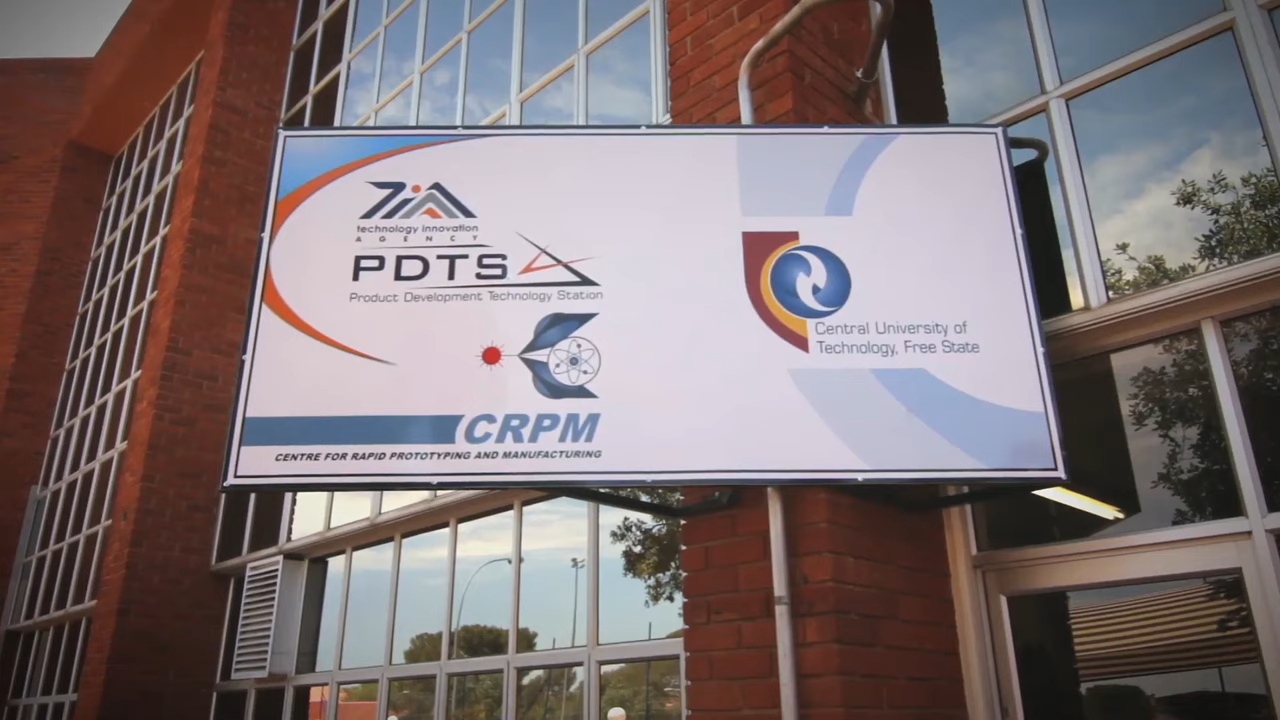 TIA
technology innovation
AGENCY
PDTS
Product Development Technology Station
CRPM
CENTRE FOR RAPID PROTOTYPING AND MANUFACTURING
Central University of
Technology, Free State